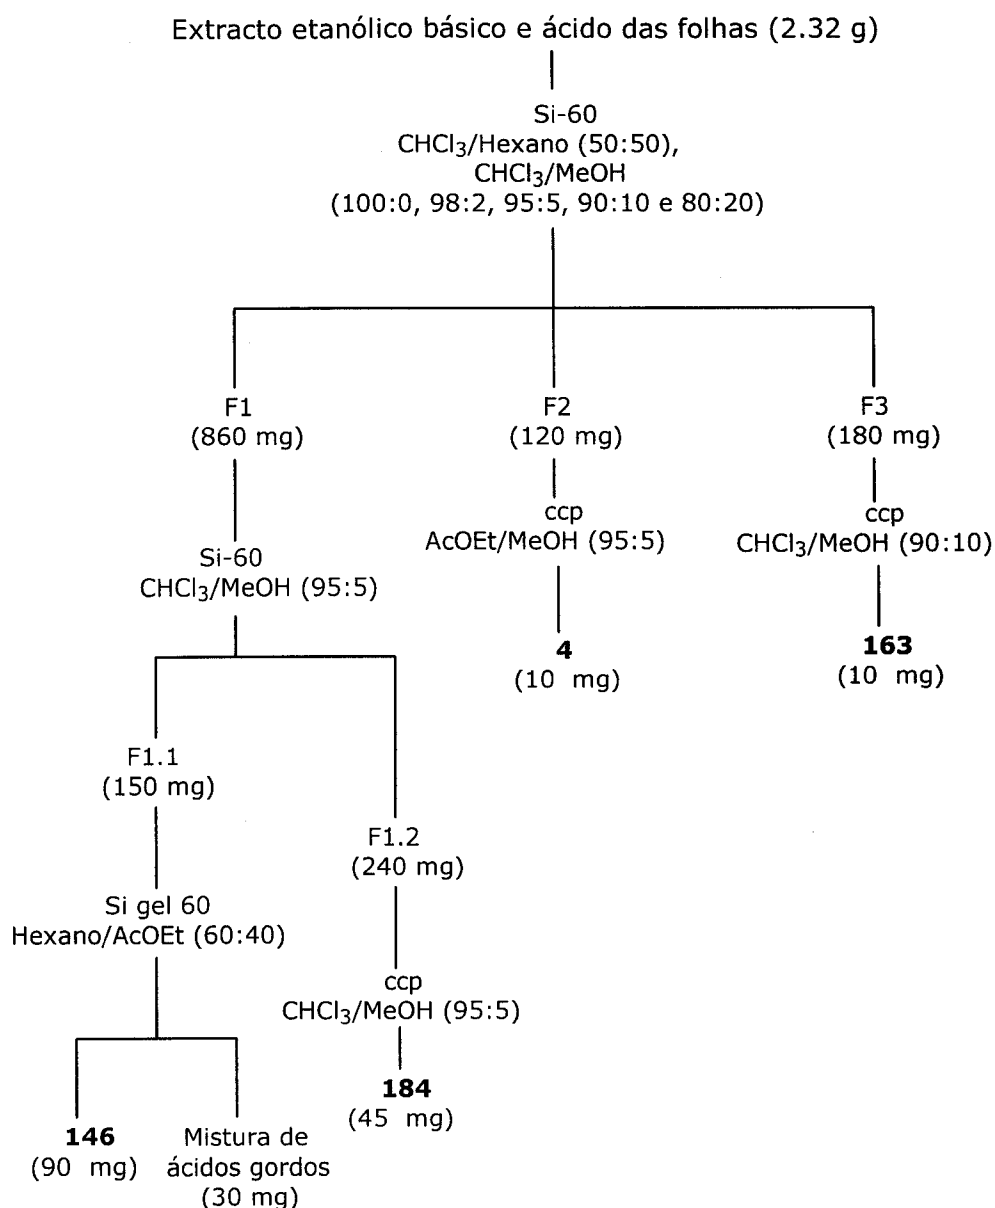 Extracto etanólico básico e ácido das folhas (2.32 g)
Si-60
CHCl₃/Hexano (50:50),
CHCl₃/MeOH
(100:0, 98:2, 95:5, 90:10 e 80:20)
F1
(860 mg)
Si-60
CHCl₃/MeOH (95:5)
F2
(120 mg)
ccp
AcOEt/MeOH (95:5)
4
(10 mg)
F3
(180 mg)
ccp
CHCl₃/MeOH (90:10)
163
(10 mg)
F1.1
(150 mg)
Si gel 60
Hexano/AcOEt (60:40)
146
(90 mg)
Mistura de
ácidos gordos
(30 mg)
F1.2
(240 mg)
ccp
CHCl₃/MeOH (95:5)
184
(45 mg)